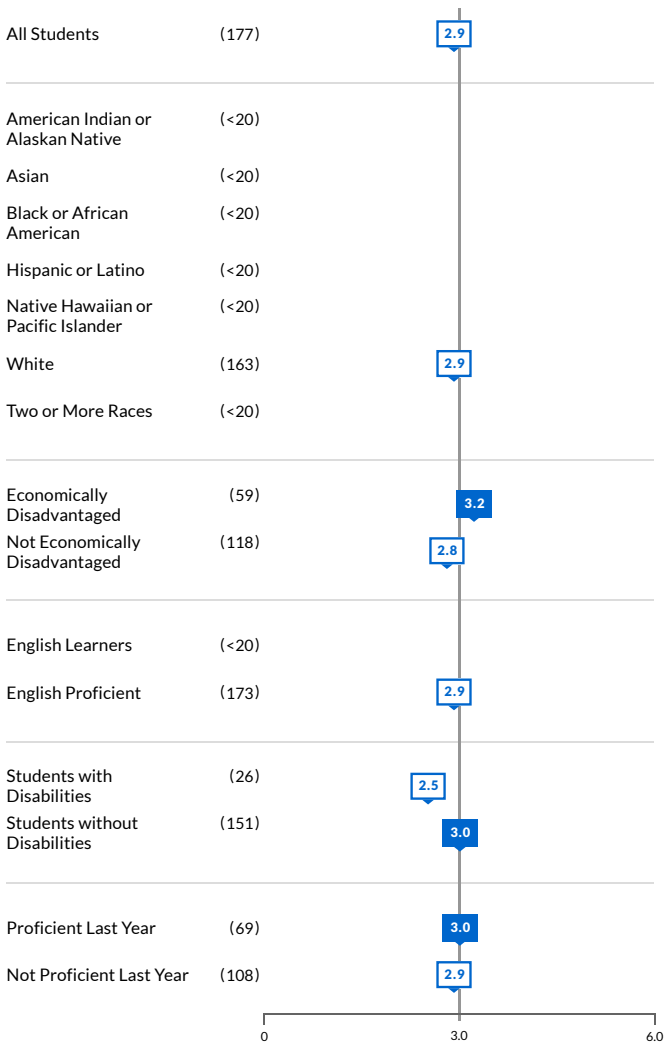 All Students (177) 2.9
American Indian or (<20)
Alaskan Native
Asian (<20)
Black or African (<20)
American
Hispanic or Latino (<20)
Native Hawaiian or (<20)
Pacific Islander
White (163) 2.9
Two or More Races (<20)
Economically (59) 3.2
Disadvantaged
Not Economically (118) 2.8
Disadvantaged
English Learners (<20)
English Proficient (173) 2.9
Students with (26) 2.5
Disabilities
Students without (151) 3.0
Disabilities
Proficient Last Year (69) 3.0
Not Proficient Last Year (108) 2.9
0 3.0 6.0